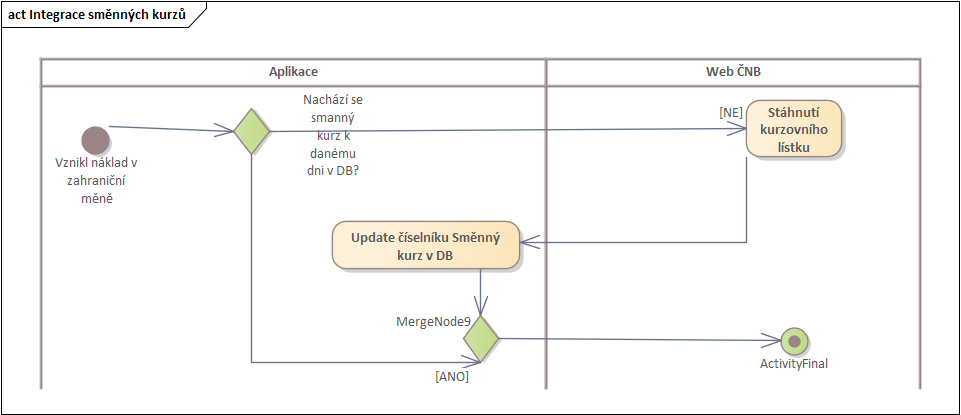 act Integrace směnných kurzů
Aplikace
Web ČNB
Vznikl náklad v
zahraniční
měně
Nachází se
smanný
kurz k
danému
dni v DB?
[NE]
Stáhnutí
kurzovního
lístku
Update číselníku Směnný
kurz v DB
MergeNode9
[ANO]
ActivityFinal